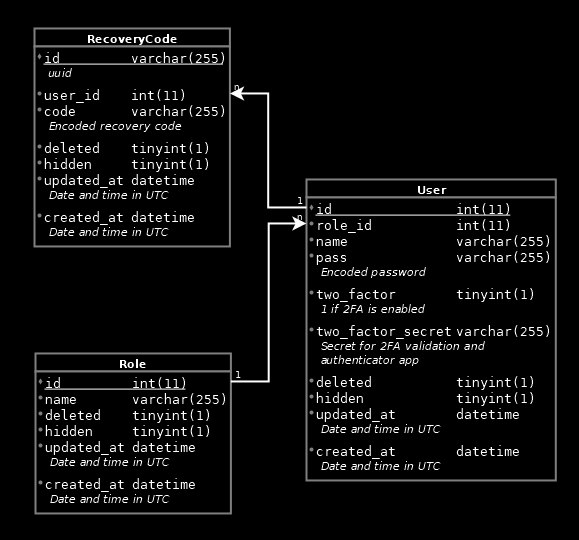 RecoveryCode
id varchar(255)
uuid
user_id int(11)
code varchar(255)
Encoded recovery code
deleted tinyint(1)
hidden tinyint(1)
updated_at datetime
Date and time in UTC
created_at datetime
Date and time in UTC
n
1
n
1
User
id int(11)
role_id int(11)
name varchar(255)
pass varchar(255)
Encoded password
two_factor tinyint(1)
1 if 2FA is enabled
two_factor_secret varchar(255)
Secret for 2FA validation and
authenticator app
deleted tinyint(1)
hidden tinyint(1)
updated_at datetime
Date and time in UTC
created_at datetime
Date and time in UTC
Role
id int(11)
name varchar(255)
deleted tinyint(1)
hidden tinyint(1)
updated_at datetime
Date and time in UTC
created_at datetime
Date and time in UTC